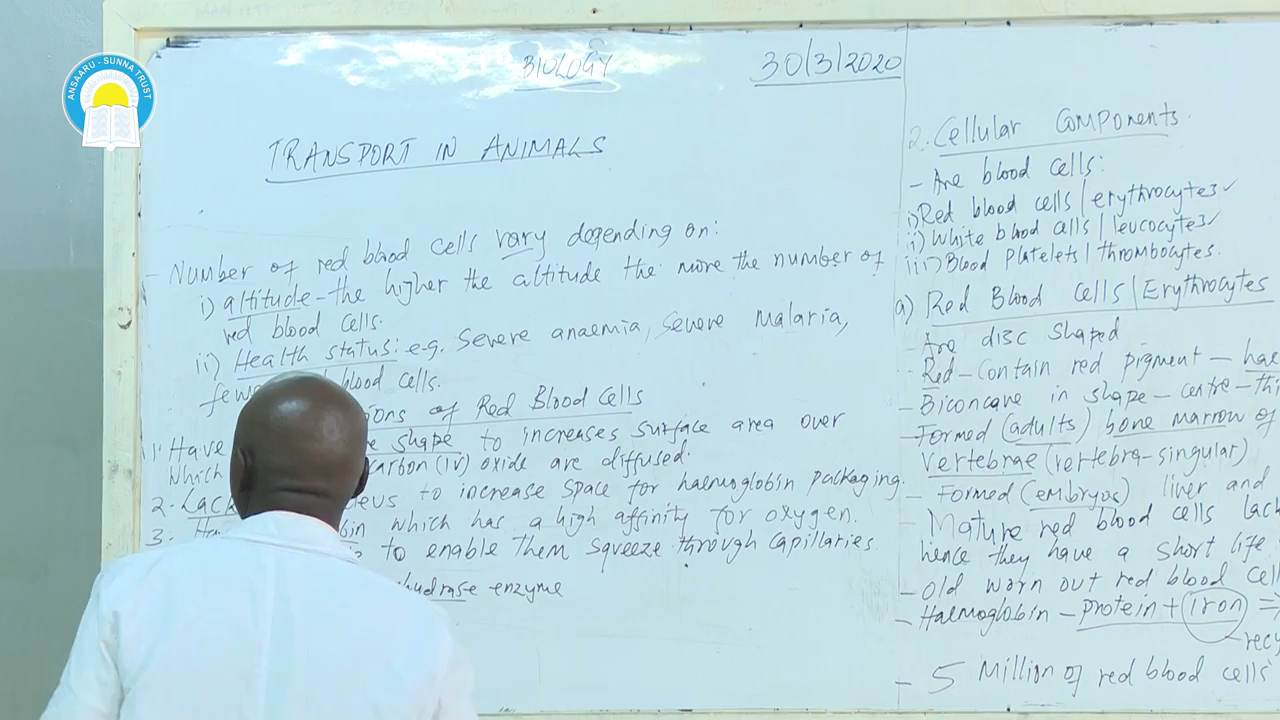 ANSAARU - SUNNA TRUST
BIOLOGY
30/3/2020
TRANSPORT IN ANIMALS
- Number of red blood cells vary depending on:
i) altitude - the higher the altitude the more the number of
red blood cells.
ii) Health status: e.g. Severe anaemia, Severe Malaria,
blood cells.
of Red Blood Cells
1. Have shape to increases surface area over
which carbon (IV) oxide are diffused.
2. Lack to increase space for haemoglobin packaging.
3. which has a high affinity for oxygen.
to enable them squeeze through capillaries.
enzyme
2. Cellular Components.
- Are blood cells:
i) Red blood cells / erythrocytes ✓
ii) White blood cells / leucocytes ✓
iii) Blood Platelets / thrombocytes.
a) Red Blood Cells / Erythrocytes
- Are disc shaped
- Red - contain red pigment -
- Biconcave in shape - centre -
- Formed (adults) bone marrow of
vertebrae (vertebra - singular)
- Formed (embryos) liver and
- Mature red blood cells lack
hence they have a short life
- Old worn out red blood
- Haemoglobin - protein + iron =>
- 5 Million of red blood cells